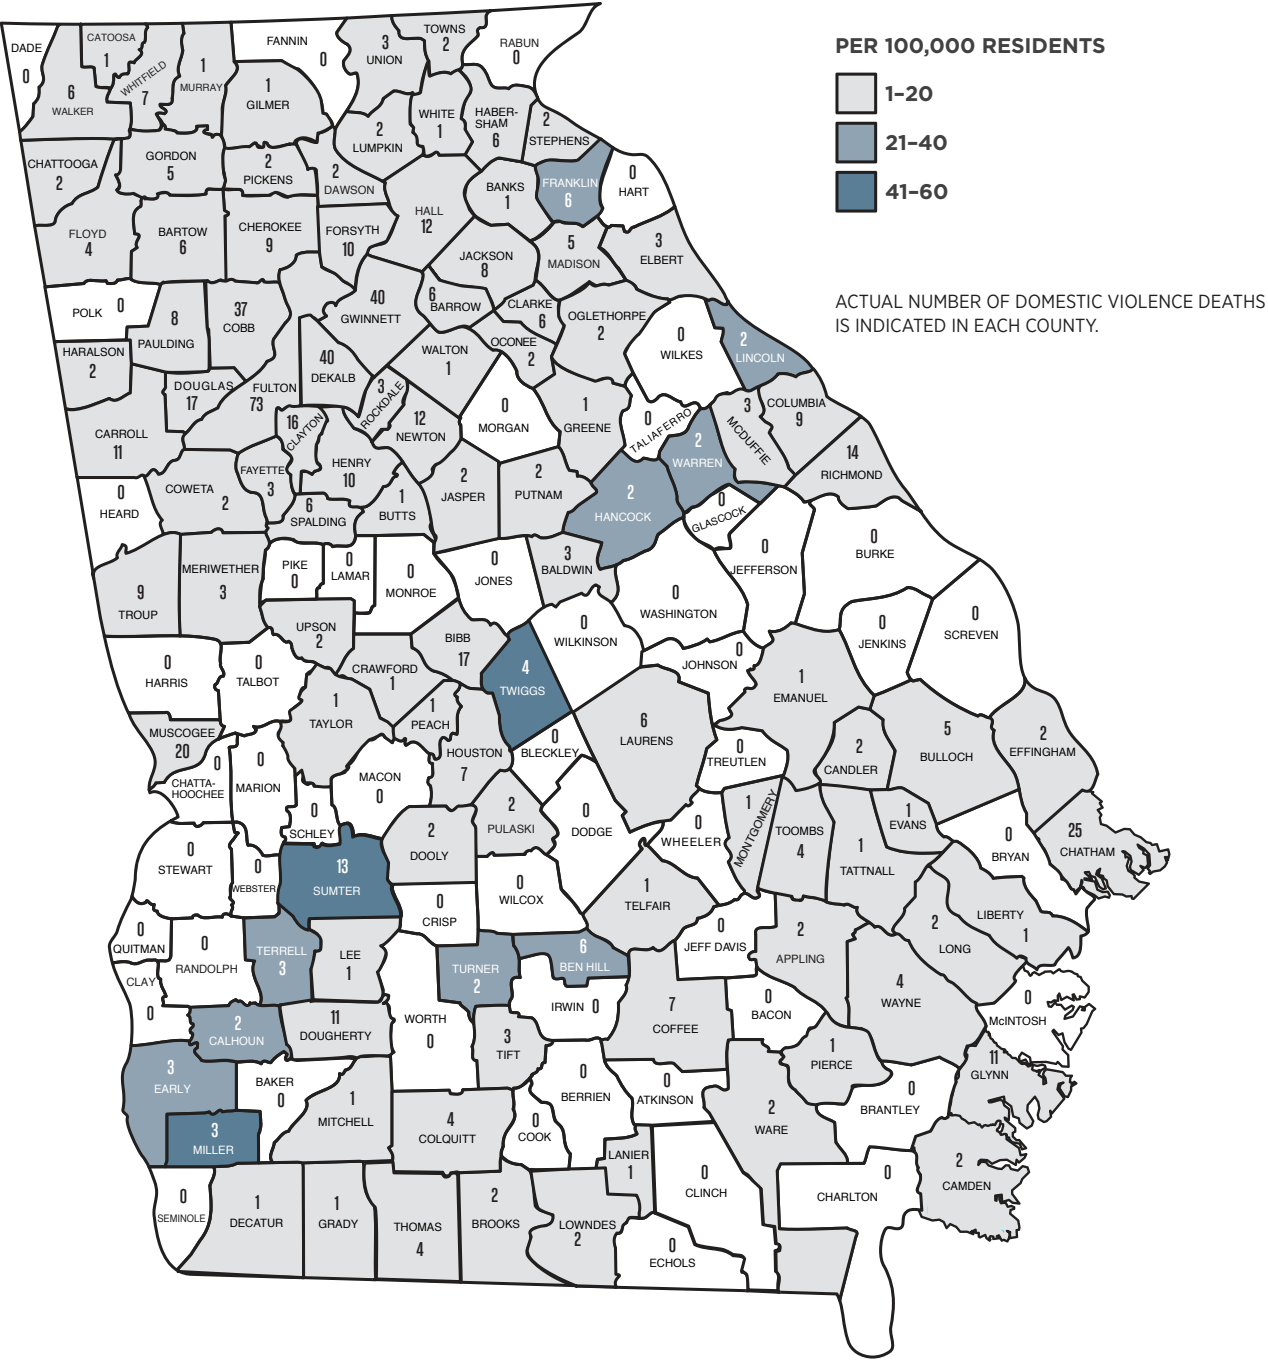 PER 100,000 RESIDENTS
1–20
21–40
41–60
ACTUAL NUMBER OF DOMESTIC VIOLENCE DEATHS
IS INDICATED IN EACH COUNTY.
DADE
0
6
WALKER
CATOOSA
1
WHITFIELD
7
1
MURRAY
FANNIN
0
1
GILMER
3
UNION
TOWNS
2
RABUN
0
2
LUMPKIN
WHITE
1
HABER-
SHAM
6
2
STEPHENS
CHATTOOGA
2
GORDON
5
2
PICKENS
2
DAWSON
HALL
12
BANKS
1
FRANKLIN
6
0
HART
FLOYD
4
BARTOW
6
CHEROKEE
9
FORSYTH
10
JACKSON
8
5
MADISON
3
ELBERT
POLK 0
8
PAULDING
37
COBB
40
GWINNETT
6
BARROW
CLARKE
6
OGLETHORPE
2
0
WILKES
2
LINCOLN
HARALSON
2
DOUGLAS
17
FULTON
73
40
DEKALB
3
ROCKDALE
WALTON
1
OCONEE
2
0
MORGAN
1
GREENE
0
TALIAFERRO
3
MCDUFFIE
COLUMBIA
9
CARROLL
11
16
CLAYTON
12
NEWTON
2
WARREN
14
RICHMOND
0
HEARD
COWETA
2
FAYETTE
3
HENRY
10
6
SPALDING
1
BUTTS
2
JASPER
2
PUTNAM
2
HANCOCK
0
GLASCOCK
9
TROUP
MERIWETHER
3
PIKE
0
0
LAMAR
0
MONROE
0
JONES
3
BALDWIN
0
WASHINGTON
0
JEFFERSON
0
BURKE
0
HARRIS
0
TALBOT
UPSON
2
CRAWFORD
1
BIBB
17
4
TWIGGS
0
WILKINSON
0
JOHNSON
1
EMANUEL
0
JENKINS
0
SCREVEN
MUSCOGEE
20
0
CHATTA-
HOOCHEE
0
MARION
1
TAYLOR
1
PEACH
HOUSTON
7
0
BLECKLEY
6
LAURENS
0
TREUTLEN
2
CANDLER
5
BULLOCH
2
EFFINGHAM
0
SCHLEY
MACON
0
2
DOOLY
2
PULASKI
0
DODGE
0
WHEELER
1
MONTGOMERY
TOOMBS
4
1
TATTNALL
1
EVANS
0
BRYAN
25
CHATHAM
0
STEWART
0
WEBSTER
13
SUMTER
0
CRISP
0
WILCOX
1
TELFAIR
0
JEFF DAVIS
2
APPLING
2
LONG
LIBERTY
1
0
QUITMAN
0
RANDOLPH
TERRELL
3
LEE
1
TURNER
2
6
BEN HILL
IRWIN 0
7
COFFEE
0
BACON
4
WAYNE
0
McINTOSH
CLAY
0
2
CALHOUN
11
DOUGHERTY
WORTH
0
3
TIFT
1
PIERCE
11
GLYNN
3
EARLY
BAKER
0
1
MITCHELL
4
COLQUITT
0
COOK
0
BERRIEN
0
ATKINSON
2
WARE
0
BRANTLEY
3
MILLER
LANIER
1
0
CLINCH
0
CHARLTON
2
CAMDEN
0
SEMINOLE
1
DECATUR
1
GRADY
THOMAS
4
2
BROOKS
LOWNDES
2
0
ECHOLS